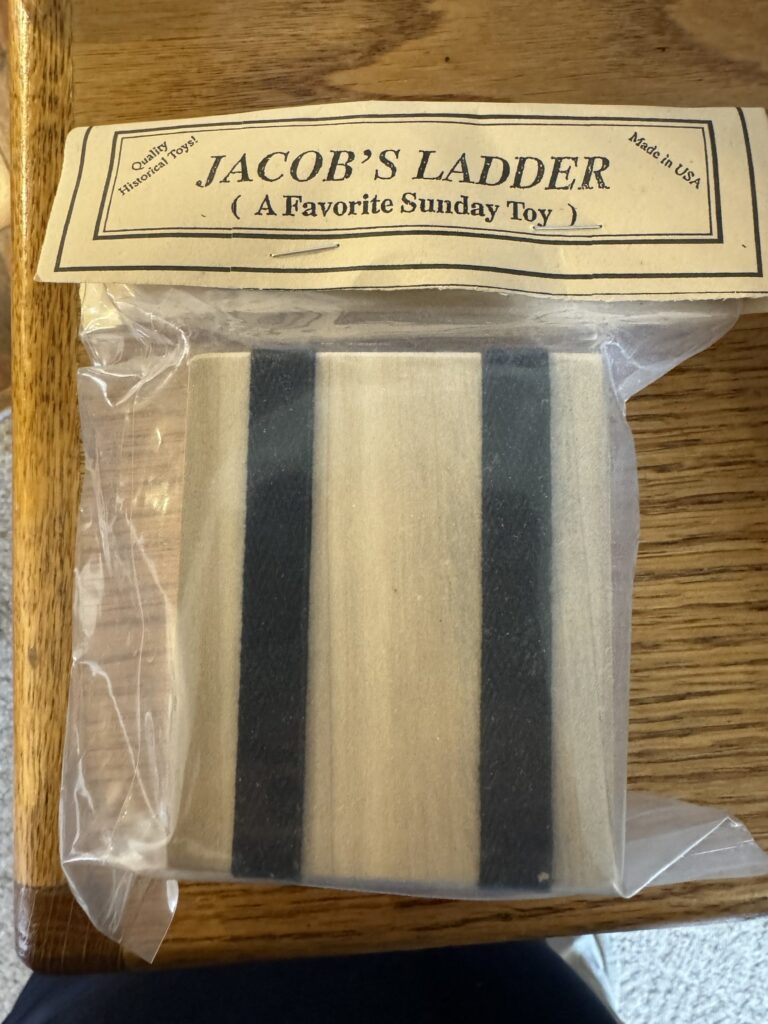 Quality
Historical Toys!
JACOB'S LADDER
Made in USA
( A Favorite Sunday Toy )